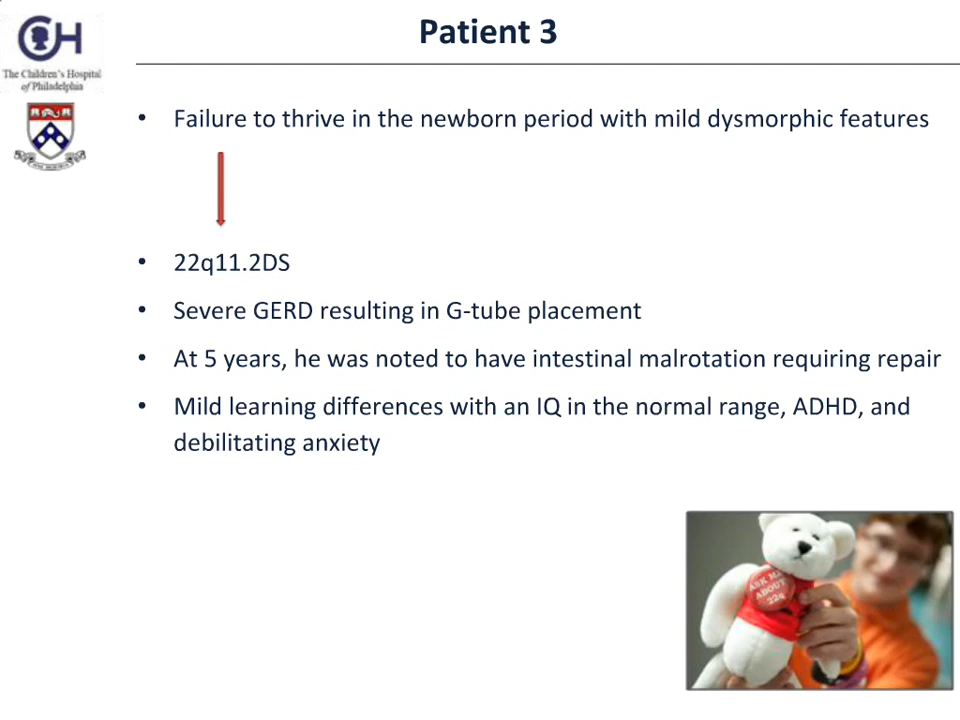 Patient 3
The Children's Hospital
of Philadelphia
• Failure to thrive in the newborn period with mild dysmorphic features
• 22q11.2DS
• Severe GERD resulting in G-tube placement
• At 5 years, he was noted to have intestinal malrotation requiring repair
• Mild learning differences with an IQ in the normal range, ADHD, and
debilitating anxiety
ASK ME
ABOUT
22q